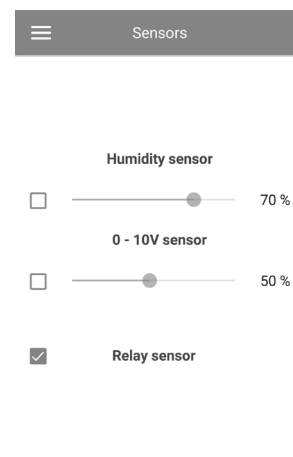 Sensors
Humidity sensor
70 %
0 - 10V sensor
50 %
Relay sensor